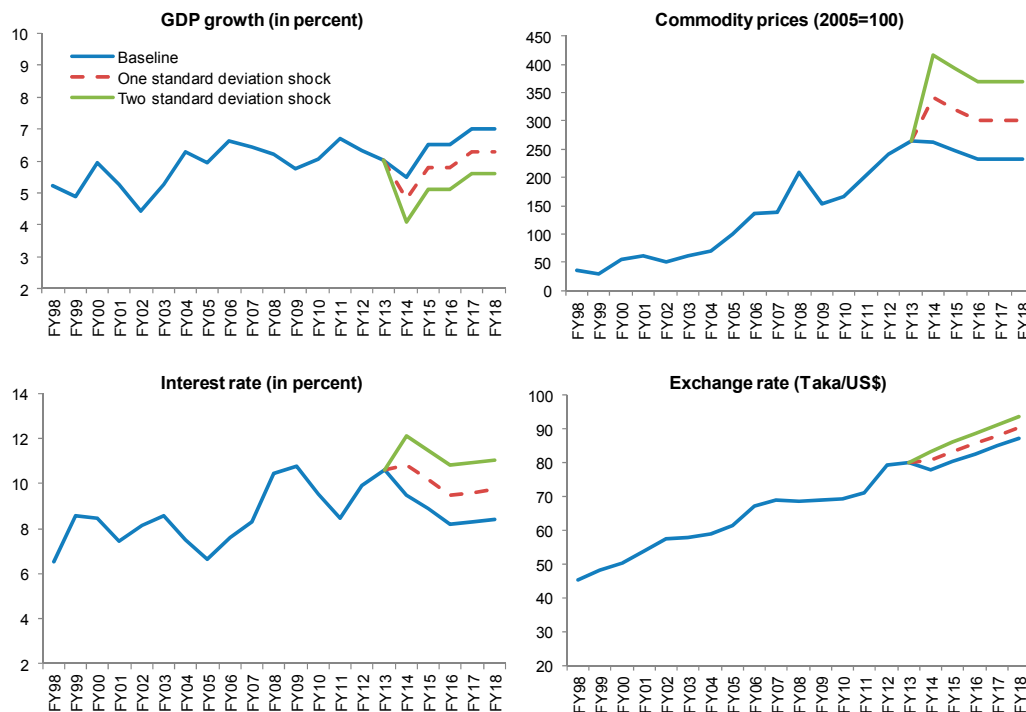 GDP growth (in percent)
10
9
8
7
6
5
4
3
2
Baseline
One standard deviation shock
Two standard deviation shock
FY98
FY99
FY00
FY01
FY02
FY03
FY04
FY05
FY06
FY07
FY08
FY09
FY10
FY11
FY12
FY13
FY14
FY15
FY16
FY17
FY18
Commodity prices (2005=100)
450
400
350
300
250
200
150
100
50
0
FY98
FY99
FY00
FY01
FY02
FY03
FY04
FY05
FY06
FY07
FY08
FY09
FY10
FY11
FY12
FY13
FY14
FY15
FY16
FY17
FY18
Interest rate (in percent)
14
12
10
8
6
4
2
FY98
FY99
FY00
FY01
FY02
FY03
FY04
FY05
FY06
FY07
FY08
FY09
FY10
FY11
FY12
FY13
FY14
FY15
FY16
FY17
FY18
Exchange rate (Taka/US$)
100
90
80
70
60
50
40
30
20
FY98
FY99
FY00
FY01
FY02
FY03
FY04
FY05
FY06
FY07
FY08
FY09
FY10
FY11
FY12
FY13
FY14
FY15
FY16
FY17
FY18